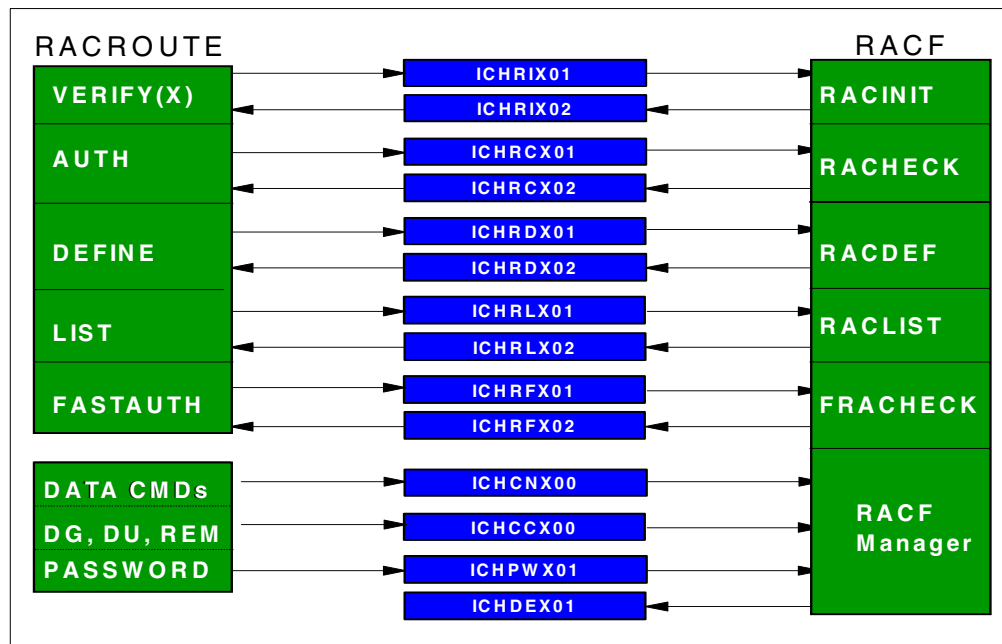 RACROUTE
RACF
VERIFY(X)
ICHRIX01
ICHRIX02
RACINIT
AUTH
ICHRCX01
ICHRCX02
RACHECK
DEFINE
ICHRDX01
ICHRDX02
RACDEF
LIST
ICHRLX01
ICHRLX02
RACLIST
FASTAUTH
ICHRFX01
ICHRFX02
FRACHECK
DATA CMDs
ICHCNX00
DG, DU, REM
ICHCCX00
PASSWORD
ICHPWX01
ICHDEX01
RACF
Manager